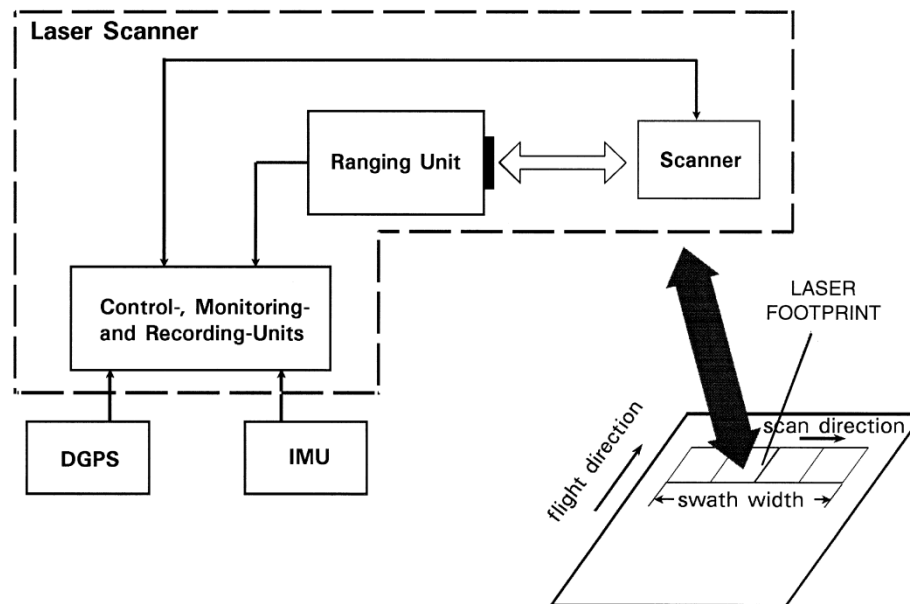 Laser Scanner
Ranging Unit
Scanner
Control-, Monitoring-
and Recording-Units
DGPS
IMU
LASER
FOOTPRINT
scan direction
flight direction
swath width